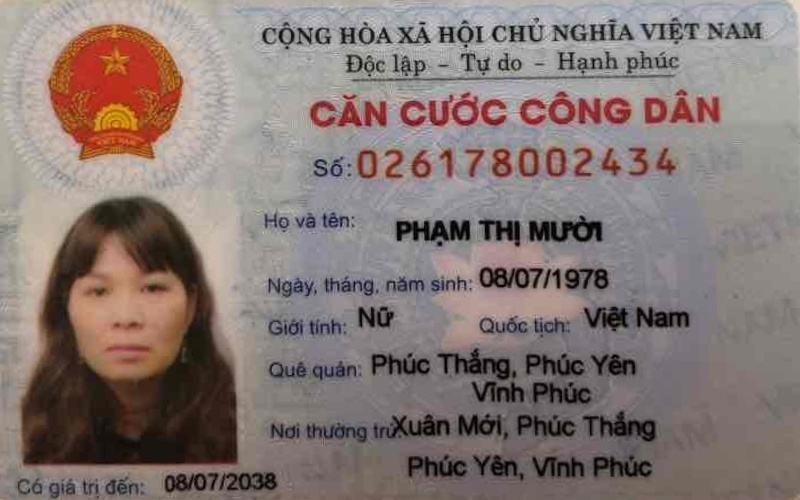 CỘNG HÒA XÃ HỘI CHỦ NGHĨA VIỆT NAM
Độc lập - Tự do - Hạnh phúc
CĂN CƯỚC CÔNG DÂN
Số: 026178002434
Họ và tên: PHẠM THỊ MƯỜI
Ngày, tháng, năm sinh: 08/07/1978
Giới tính: Nữ Quốc tịch: Việt Nam
Quê quán: Phúc Thắng, Phúc Yên
Vĩnh Phúc
Nơi thường trú: Xuân Mới, Phúc Thắng
Phúc Yên, Vĩnh Phúc
Có giá trị đến: 08/07/2038
VIỆT NAM